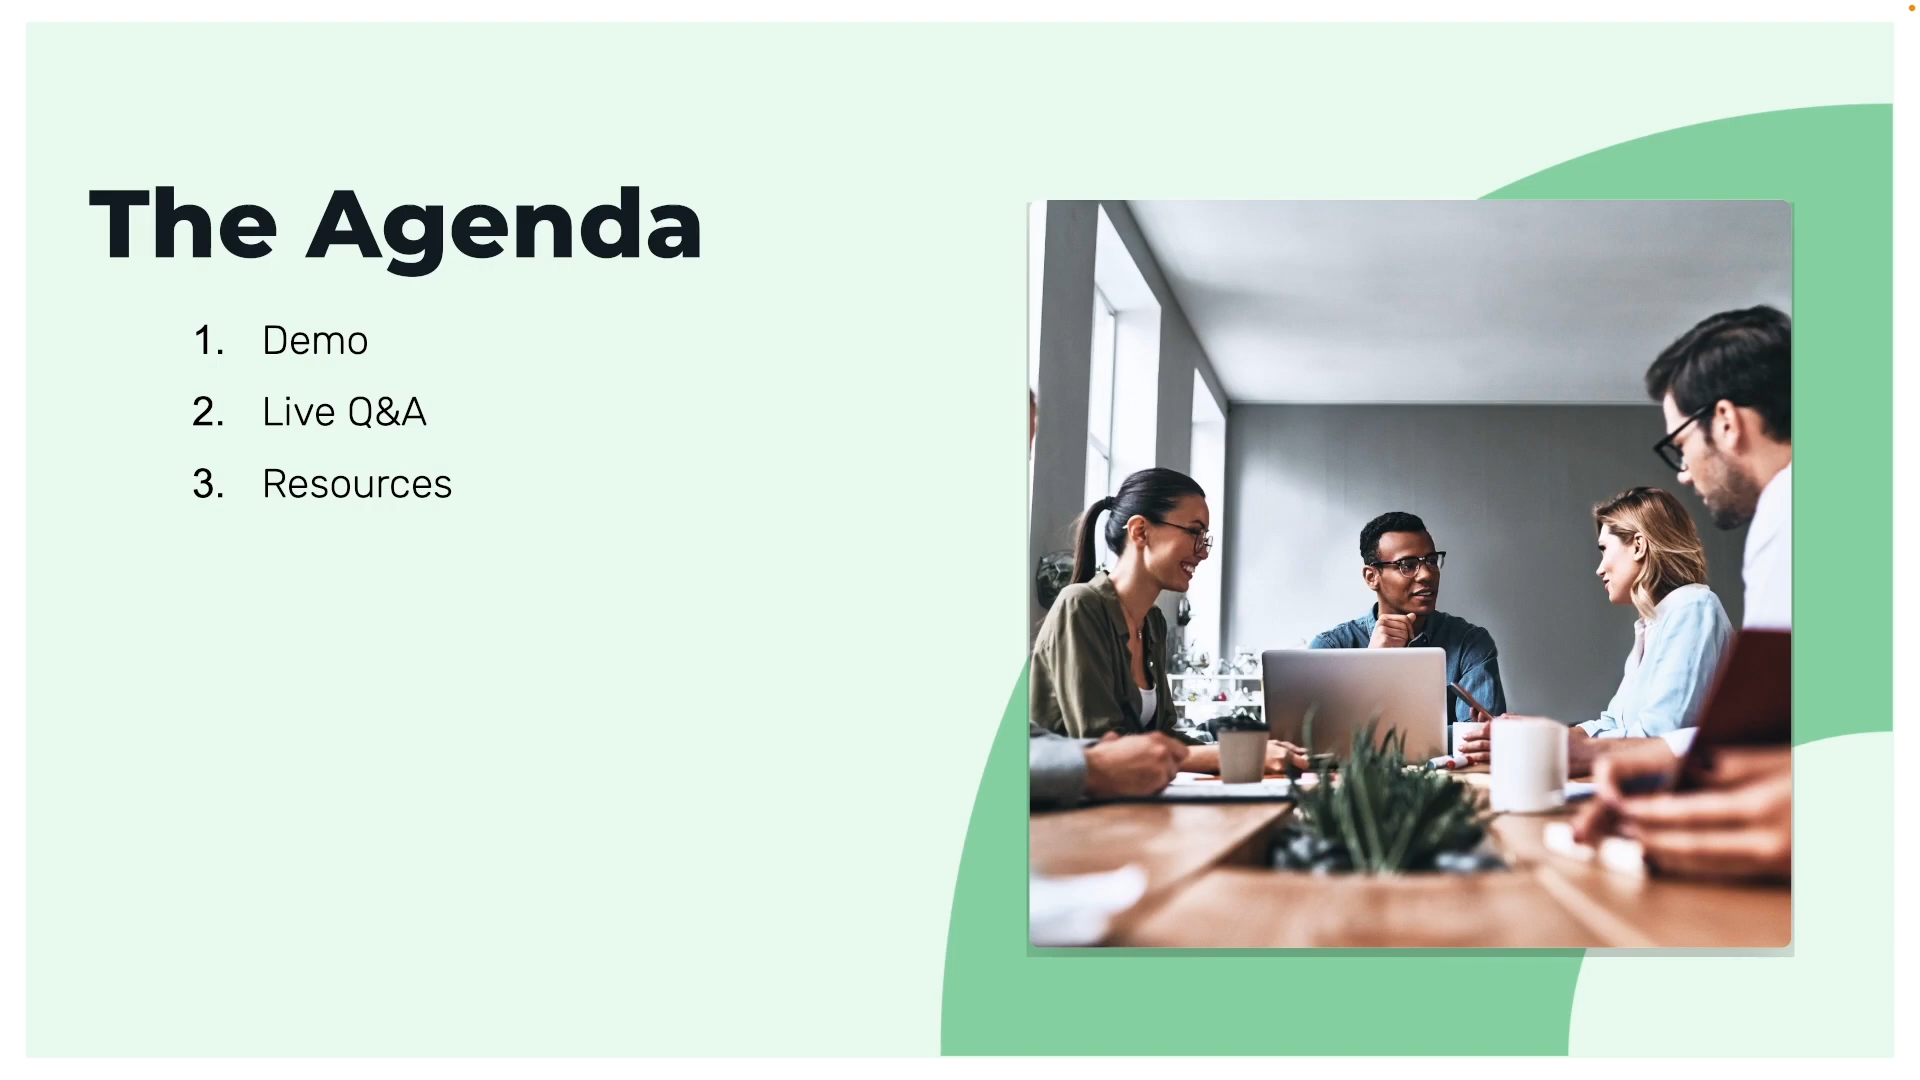 The Agenda
1. Demo
2. Live Q&A
3. Resources